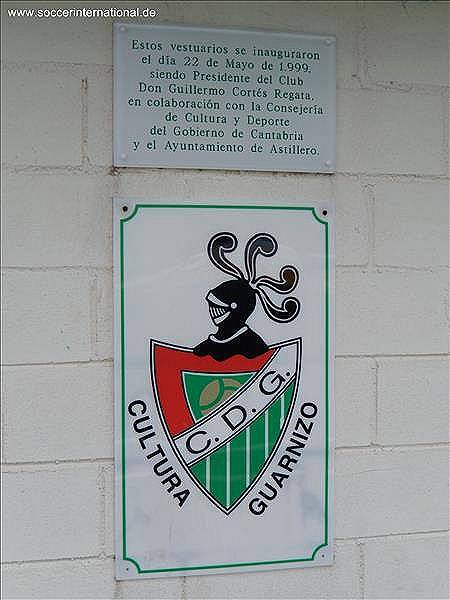 www.soccerinternational.de
Estos vestuarios se inauguraron
el día 22 de Mayo de 1.999,
siendo Presidente del Club
Don Guillermo Cortés Regata,
en colaboración con la Consejería
de Cultura y Deporte
del Gobierno de Cantabria
y el Ayuntamiento de Astillero.
C.D.G.
CULTURA
GUARNIZO